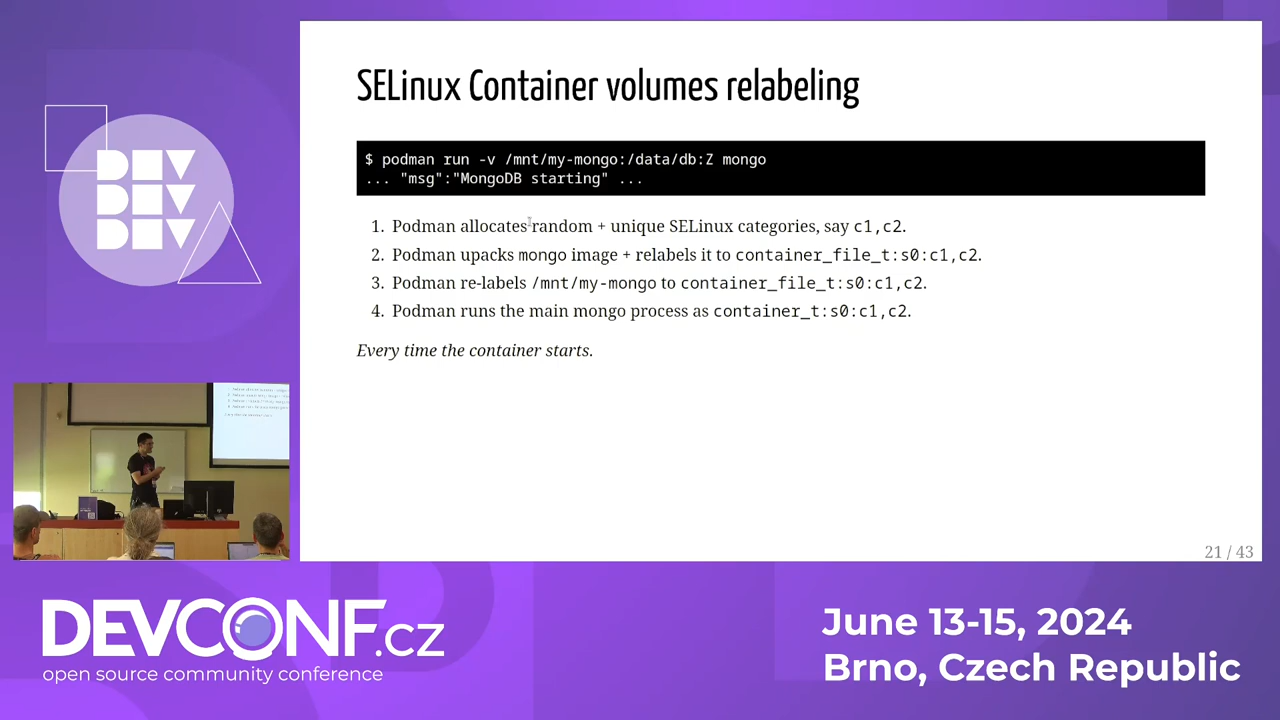 SELinux Container volumes relabeling
$ podman run -v /mnt/my-mongo:/data/db:Z mongo
... "msg":"MongoDB starting" ...
1. Podman allocates random + unique SELinux categories, say c1,c2.
2. Podman upacks mongo image + relabels it to container_file_t:s0:c1,c2.
3. Podman re-labels /mnt/my-mongo to container_file_t:s0:c1,c2.
4. Podman runs the main mongo process as container_t:s0:c1,c2.
Every time the container starts.
21 / 43
DEV
DEV
DEV
DEVCONF.cz
open source community conference
June 13-15, 2024
Brno, Czech Republic